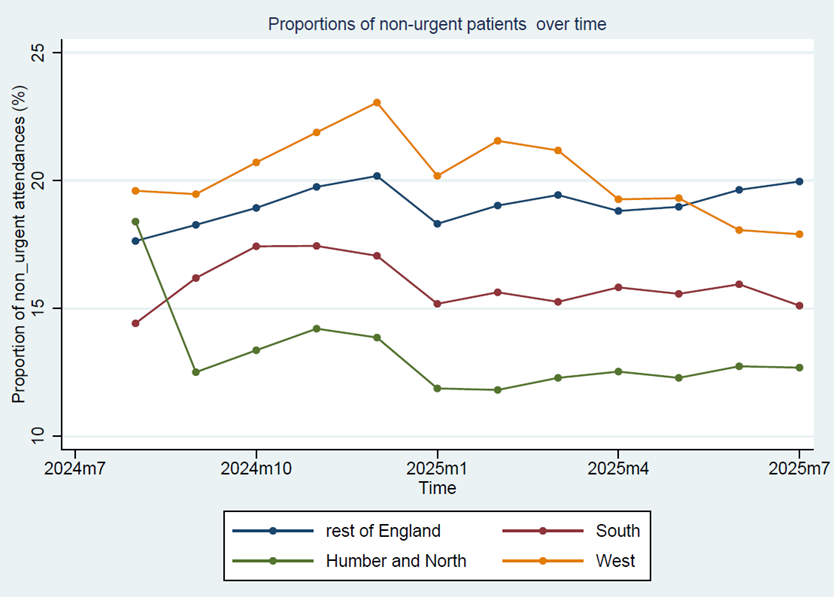 Proportions of non-urgent patients  over time
Proportion of non_urgent attendances (%)
25
20
15
10
2024m7 2024m10 2025m1 2025m4 2025m7
Time
rest of England South
Humber and North West